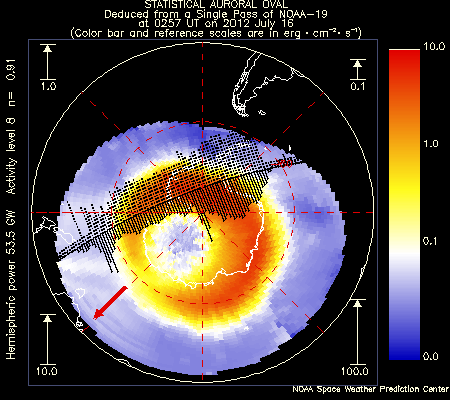 STATISTICAL AURORAL OVAL
Deduced from a Single Pass of NOAA-19
at 0257 UT on 2012 July 16
(Color bar and reference scales are in erg · cm⁻² · s⁻¹)
1.0
0.1
10.0
100.0
Hemispheric power 53.5 GW Activity level 8 n= 0.91
10.0
1.0
0.1
0.0
NOAA Space Weather Prediction Center